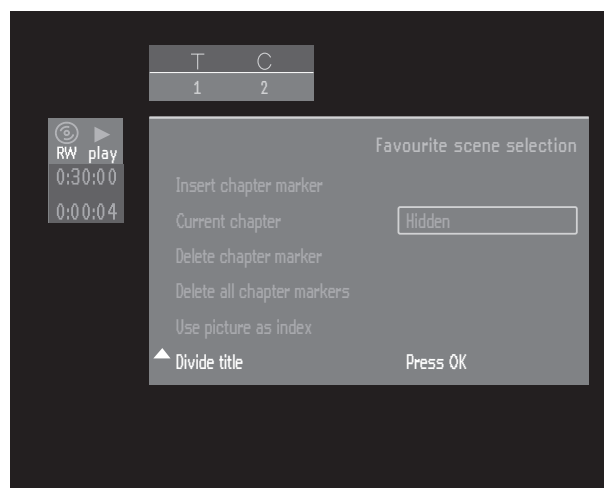 T C
1 2
RW play
0:30:00
0:00:04
Favourite scene selection
Insert chapter marker
Current chapter Hidden
Delete chapter marker
Delete all chapter markers
Use picture as index
Divide title Press OK